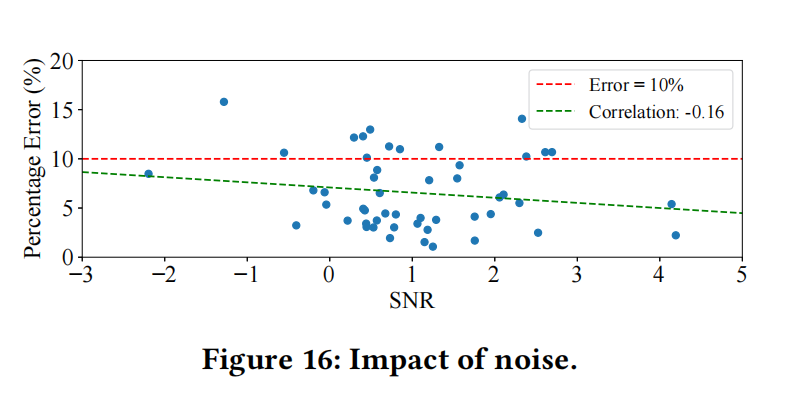 20
15
10
5
0
Percentage Error (%)
Error = 10%
Correlation: -0.16
−3 −2 −1 0 1 2 3 4 5
SNR
Figure 16: Impact of noise.